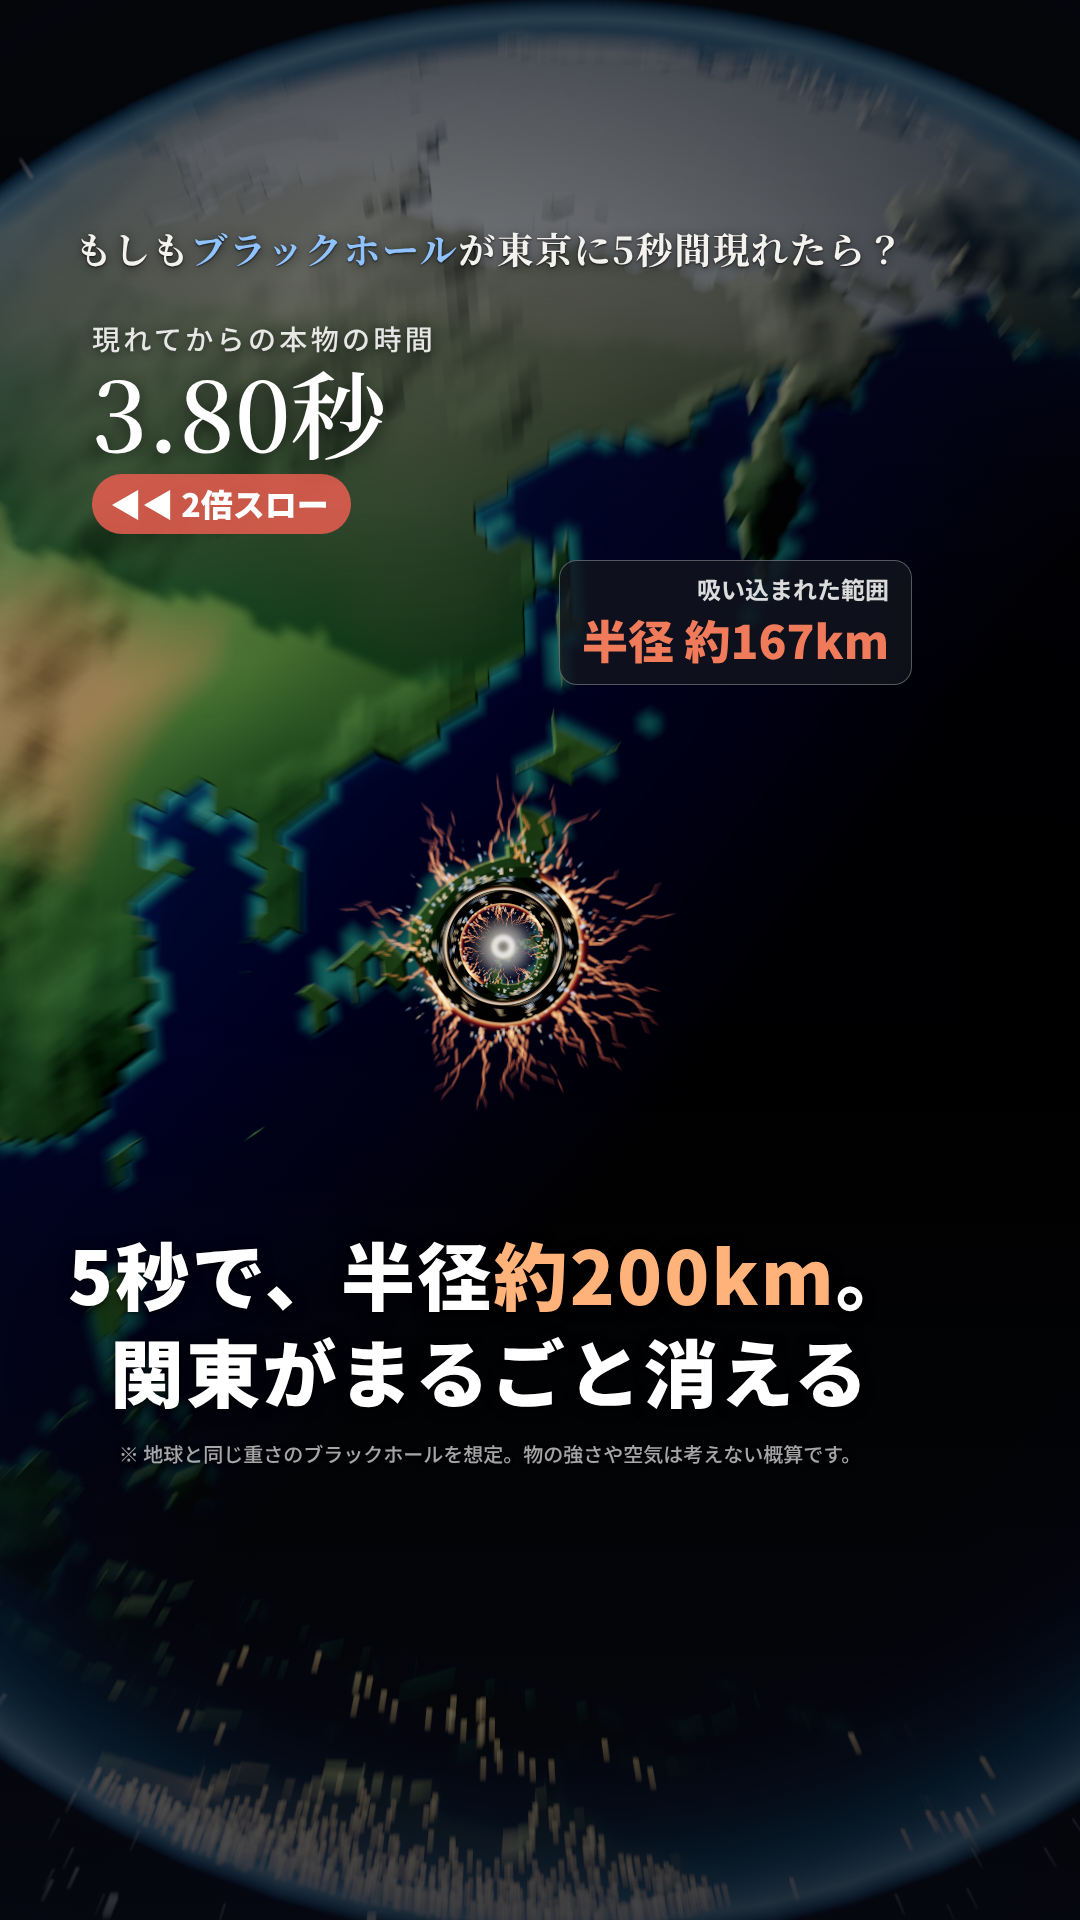 もしもブラックホールが東京に5秒間現れたら？
現れてからの本物の時間
3.80秒
◀◀ 2倍スロー
吸い込まれた範囲
半径 約167km
5秒で、半径約200km。
関東がまるごと消える
※ 地球と同じ重さのブラックホールを想定。物の強さや空気は考えない概算です。